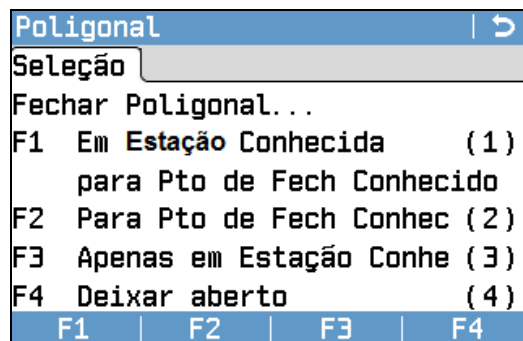 Poligonal
Seleção
Fechar Poligonal...
F1 Em Estação Conhecida (1)
para Pto de Fech Conhecido
F2 Para Pto de Fech Conhec (2)
F3 Apenas em Estação Conhe (3)
F4 Deixar aberto (4)
F1 | F2 | F3 | F4